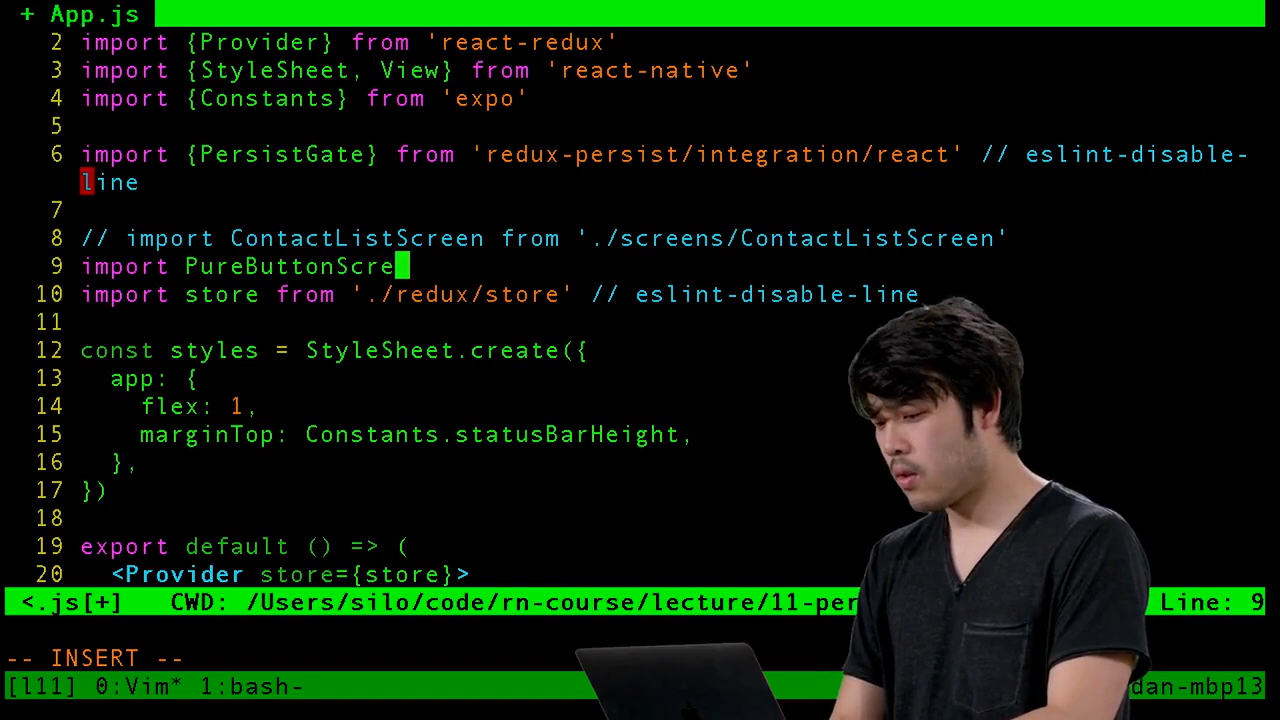 + App.js
2 import {Provider} from 'react-redux'
3 import {StyleSheet, View} from 'react-native'
4 import {Constants} from 'expo'
5
6 import {PersistGate} from 'redux-persist/integration/react' // eslint-disable-
line
7
8 // import ContactListScreen from './screens/ContactListScreen'
9 import PureButtonScre
10 import store from './redux/store' // eslint-disable-line
11
12 const styles = StyleSheet.create({
13 app: {
14 flex: 1,
15 marginTop: Constants.statusBarHeight,
16 },
17 })
18
19 export default () => (
20 <Provider store={store}>
<.js[+] CWD: /Users/silo/code/rn-course/lecture/11-per Line: 9
-- INSERT --
[l11] 0:Vim* 1:bash- dan-mbp13